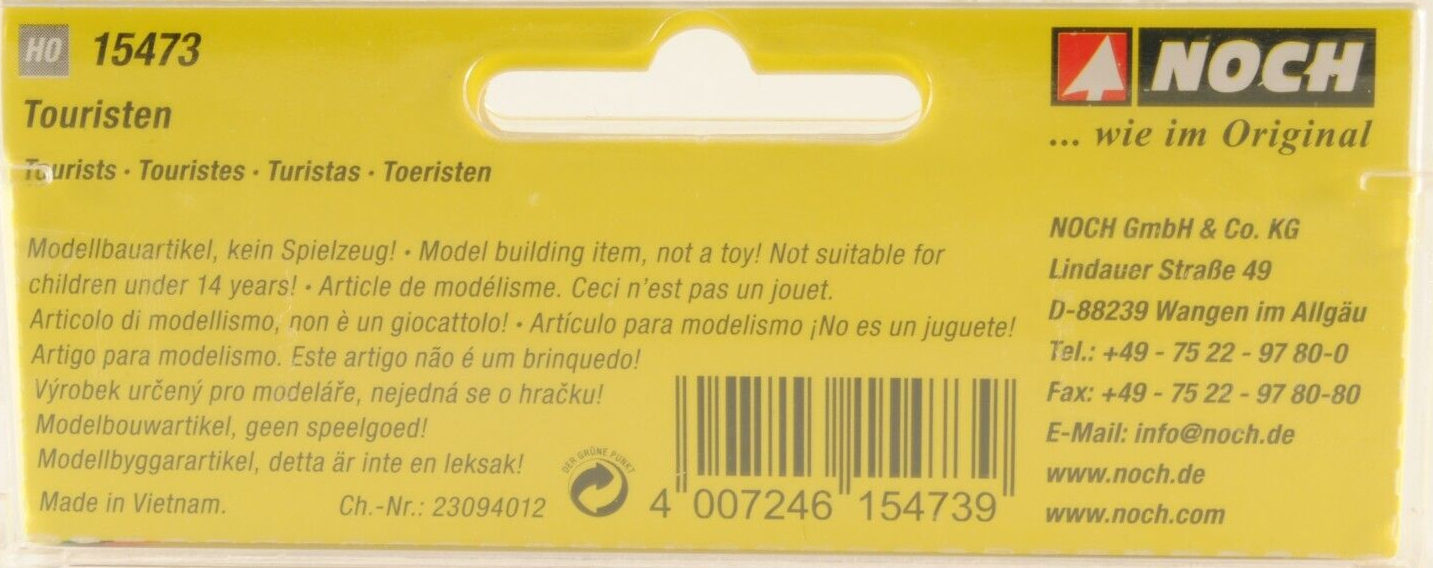 H0 15473
Touristen
Tourists · Touristes · Turistas · Toeristen
Modellbauartikel, kein Spielzeug! · Model building item, not a toy! Not suitable for
children under 14 years! · Article de modélisme. Ceci n'est pas un jouet.
Articolo di modellismo, non è un giocattolo! · Artículo para modelismo ¡No es un juguete!
Artigo para modelismo. Este artigo não é um brinquedo!
Výrobek určený pro modeláře, nejedná se o hračku!
Modelbouwartikel, geen speelgoed!
Modellbyggarartikel, detta är inte en leksak!
Made in Vietnam. Ch.-Nr.: 23094012
DER GRÜNE PUNKT
4 007246 154739
NOCH
... wie im Original
NOCH GmbH & Co. KG
Lindauer Straße 49
D-88239 Wangen im Allgäu
Tel.: +49 - 75 22 - 97 80-0
Fax: +49 - 75 22 - 97 80-80
E-Mail: info@noch.de
www.noch.de
www.noch.com